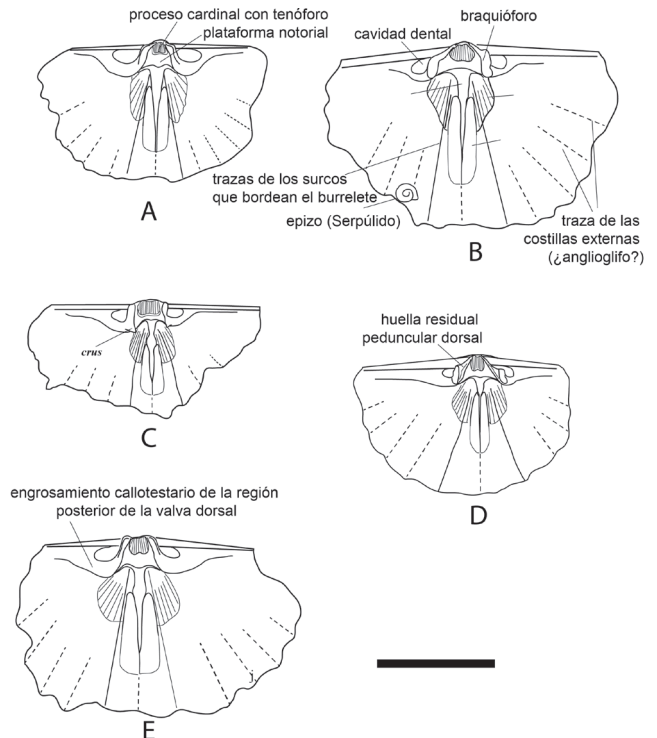 proceso cardinal con tenóforo
plataforma notorial
A
braquióforo
cavidad dental
trazas de los surcos
que bordean el burrelete
epizo (Serpúlido)
B
traza de las
costillas externas
(¿anglioglifo?)
crus
C
huella residual
peduncular dorsal
D
engrosamiento callotestario de la región
posterior de la valva dorsal
E